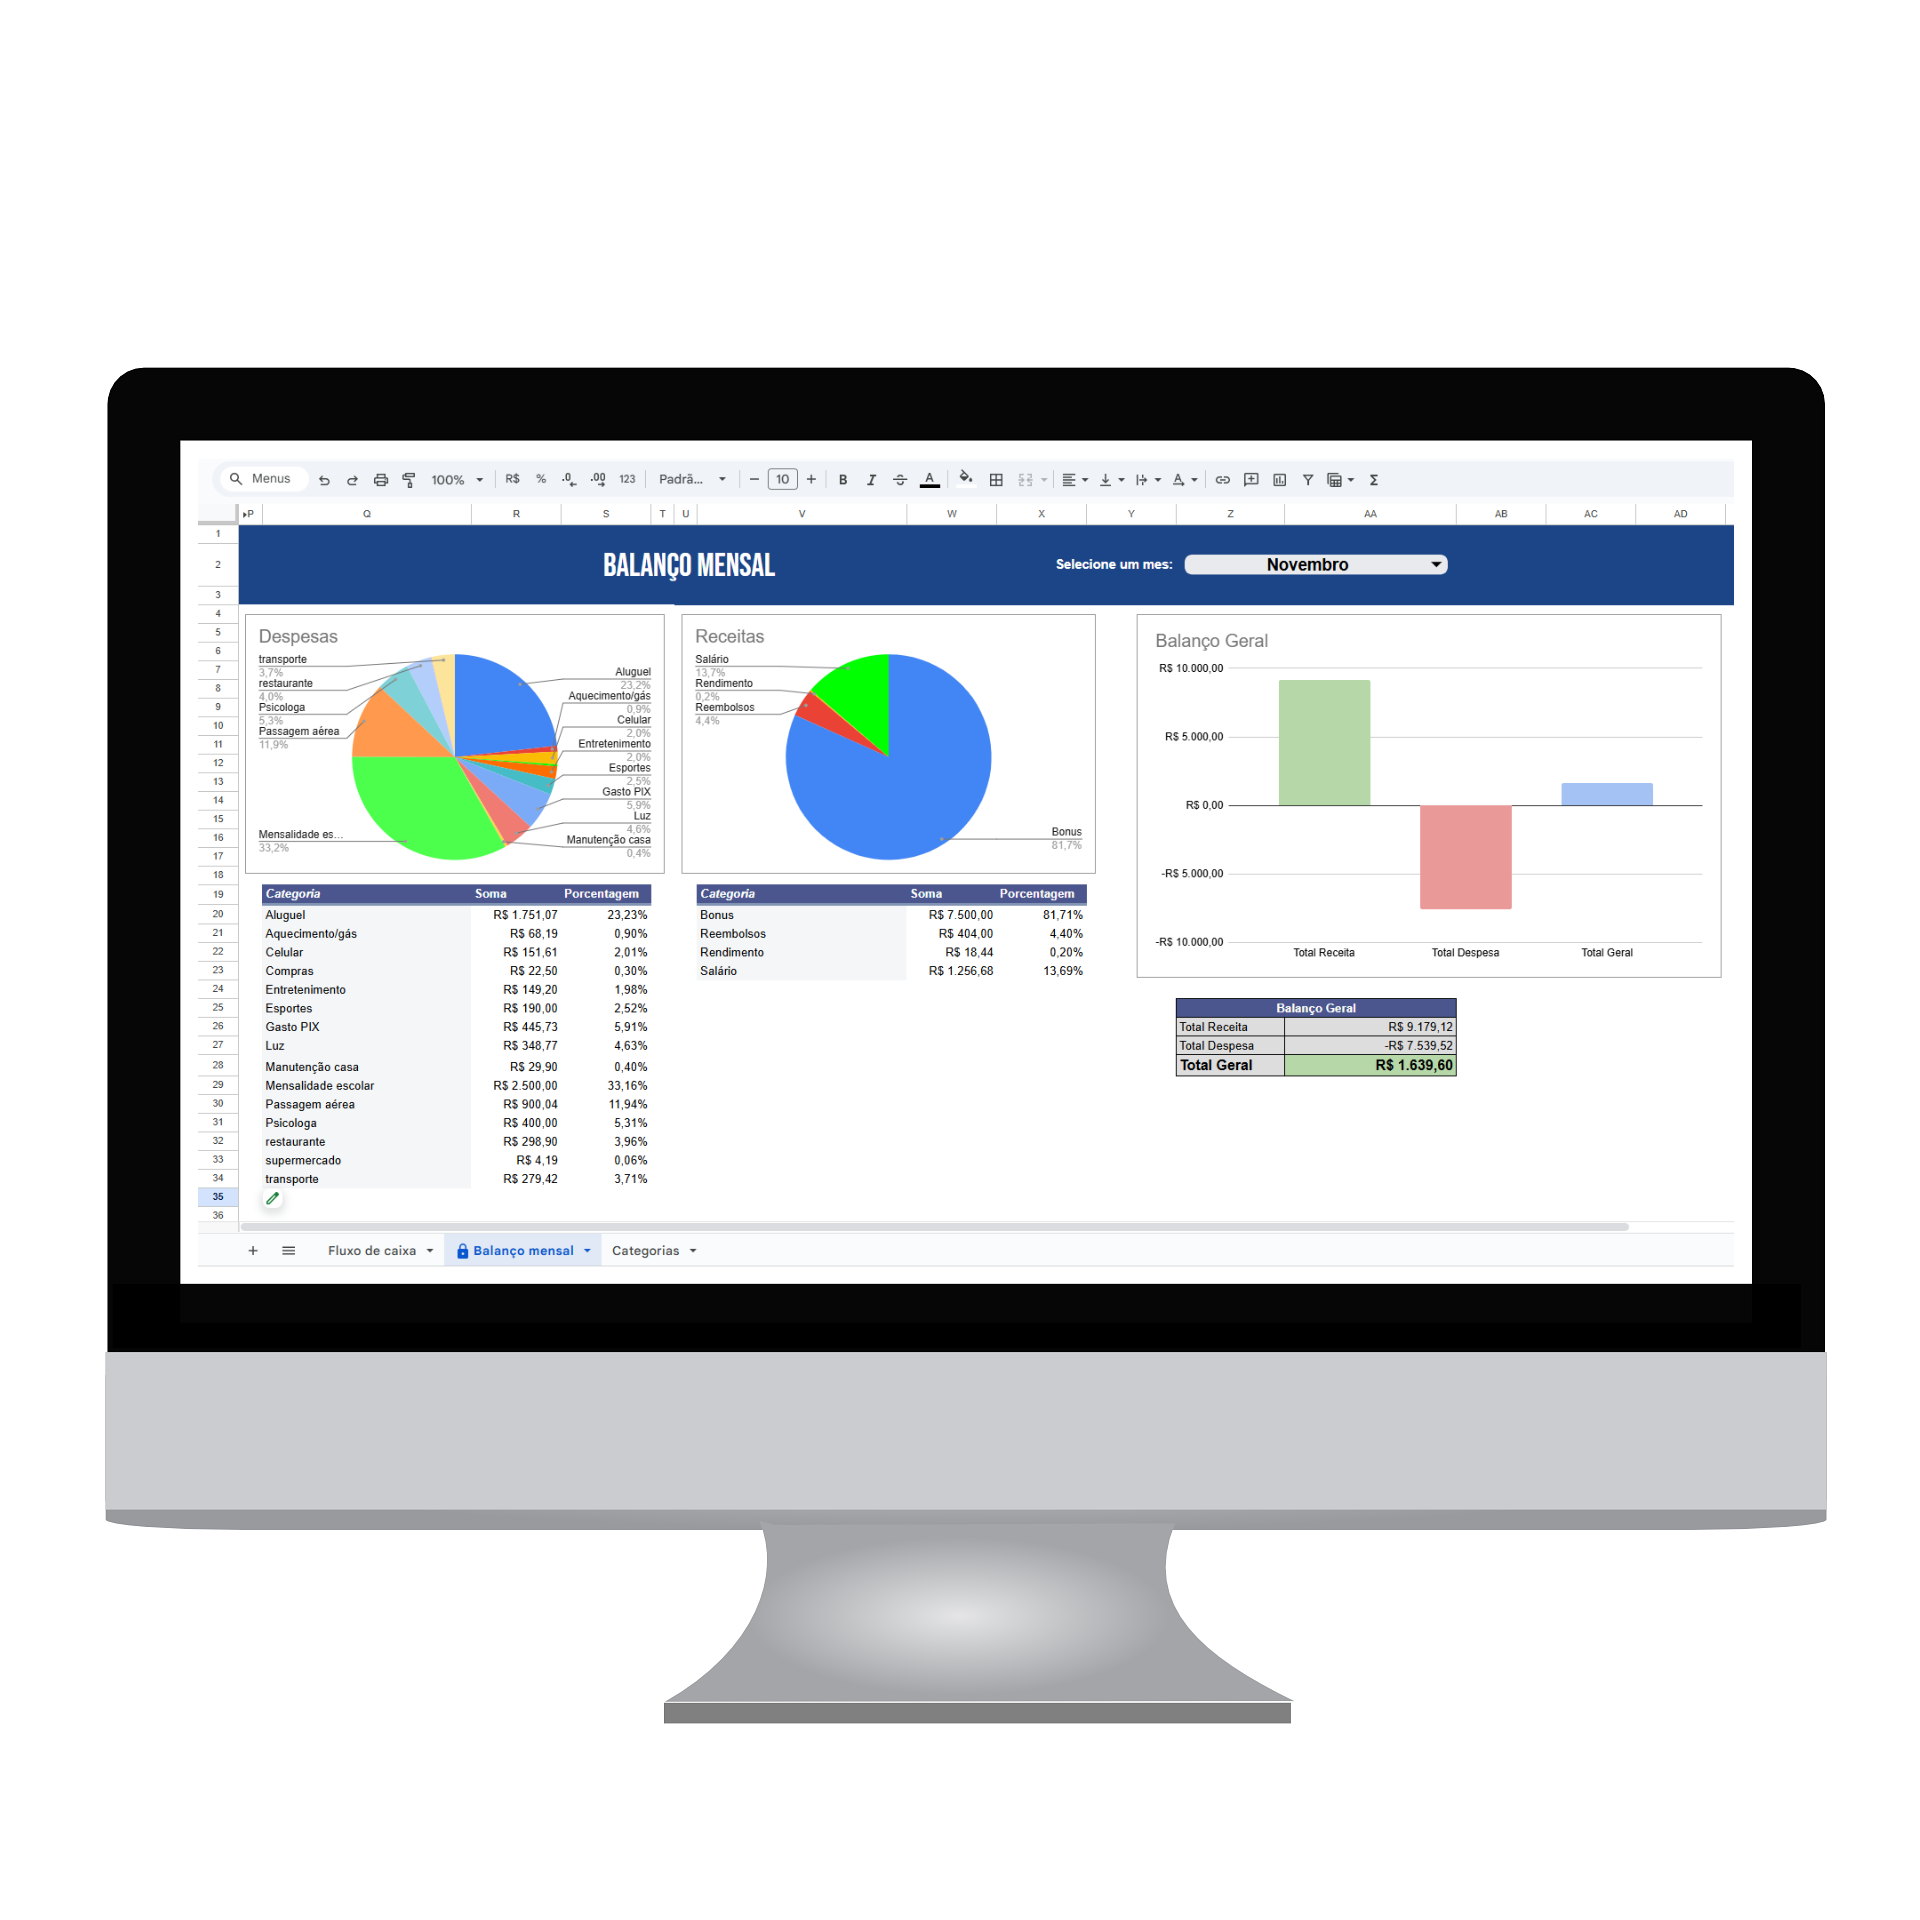 Menus 100% R$ % .0 .00 123 Padrã... 10 B I A A Σ
P Q R S T U V W X Y Z AA AB AC AD
1
2
3
4
5
6
7
8
9
10
11
12
13
14
15
16
17
18
19
20
21
22
23
24
25
26
27
28
29
30
31
32
33
34
35
36
BALANÇO MENSAL
Selecione um mes: Novembro
Despesas
transporte
3,7%
restaurante
4,0%
Psicologa
5,3%
Passagem aérea
11,9%
Mensalidade es...
33,2%
Aluguel
23,2%
Aquecimento/gás
0,9%
Celular
2,0%
Entretenimento
2,0%
Esportes
2,5%
Gasto PIX
5,9%
Luz
4,6%
Manutenção casa
0,4%
Receitas
Salário
13,7%
Rendimento
0,2%
Reembolsos
4,4%
Bonus
81,7%
Balanço Geral
R$ 10.000,00
R$ 5.000,00
R$ 0,00
-R$ 5.000,00
-R$ 10.000,00
Total Receita Total Despesa Total Geral
Categoria Soma Porcentagem
Aluguel R$ 1.751,07 23,23%
Aquecimento/gás R$ 68,19 0,90%
Celular R$ 151,61 2,01%
Compras R$ 22,50 0,30%
Entretenimento R$ 149,20 1,98%
Esportes R$ 190,00 2,52%
Gasto PIX R$ 445,73 5,91%
Luz R$ 348,77 4,63%
Manutenção casa R$ 29,90 0,40%
Mensalidade escolar R$ 2.500,00 33,16%
Passagem aérea R$ 900,04 11,94%
Psicologa R$ 400,00 5,31%
restaurante R$ 298,90 3,96%
supermercado R$ 4,19 0,06%
transporte R$ 279,42 3,71%
Categoria Soma Porcentagem
Bonus R$ 7.500,00 81,71%
Reembolsos R$ 404,00 4,40%
Rendimento R$ 18,44 0,20%
Salário R$ 1.256,68 13,69%
Balanço Geral
Total Receita R$ 9.179,12
Total Despesa -R$ 7.539,52
Total Geral R$ 1.639,60
Fluxo de caixa Balanço mensal Categorias